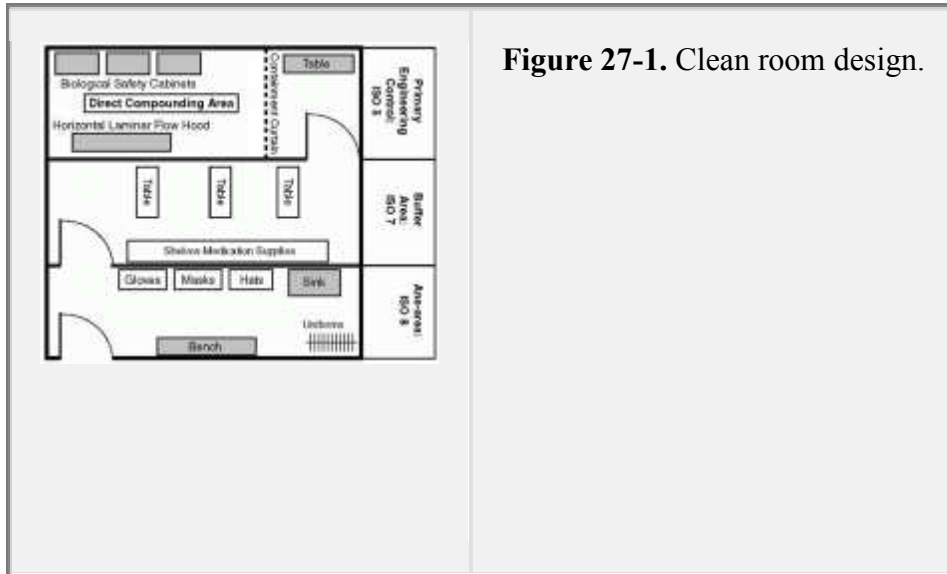 Figure 27-1. Clean room design.
Biological Safety Cabinets
Direct Compounding Area
Horizontal Laminar Flow Hood
Containment Curtain
Table
Primary
Engineering
Control:
ISO 5
Table
Table
Table
Shelves Medication Supplies
Buffer
Area:
ISO 7
Gloves
Masks
Hats
Sink
Uniforms
Bench
Ante-area:
ISO 8